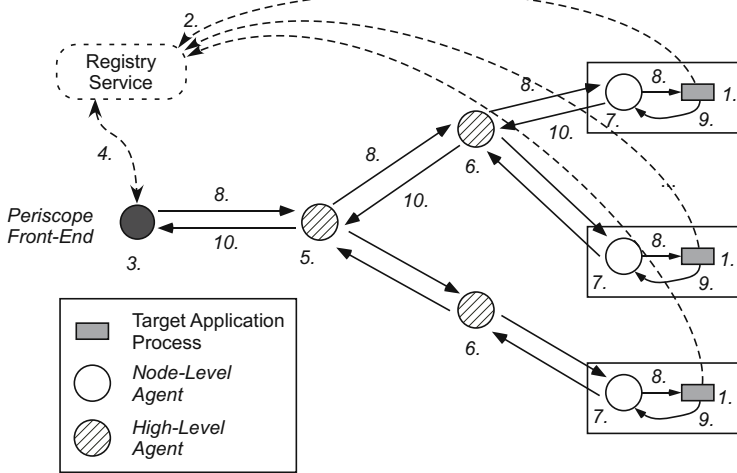 2.
Registry
Service
8.
8.
1.
7.
9.
10.
4.
8.
6.
10.
8.
Periscope
Front-End
10.
3.
5.
8.
1.
7.
9.
6.
Target Application
Process
Node-Level
Agent
High-Level
Agent
8.
1.
7.
9.